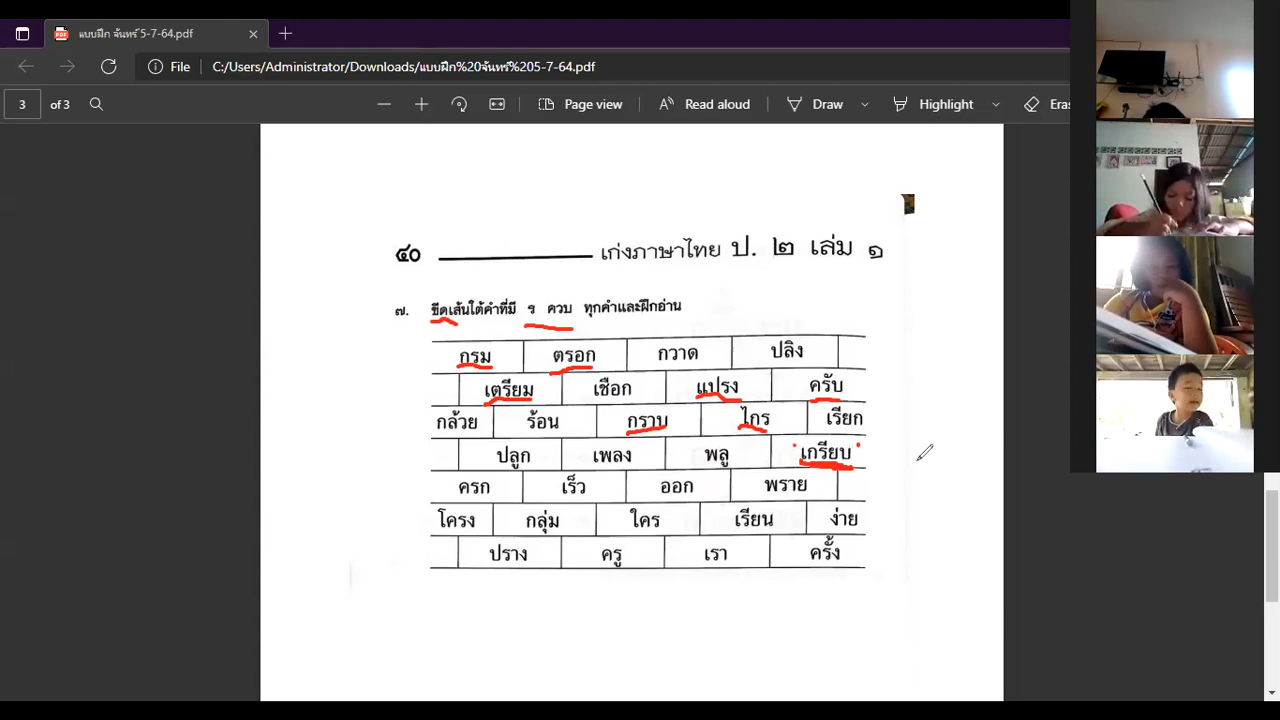 แบบฝึก จันทร์ 5-7-64.pdf
File C:/Users/Administrator/Downloads/แบบฝึก%20จันทร์%205-7-64.pdf
3 of 3 Page view Read aloud Draw Highlight Eras
๔๐ เก่งภาษาไทย ป. ๒ เล่ม ๑
๗. ขีดเส้นใต้คำที่มี ร ควบ ทุกคำและฝึกอ่าน
กรม ตรอก กวาด ปลิง
เตรียม เชือก แปรง ครับ
กล้วย ร้อน กราบ ไกร เรียก
ปลูก เพลง พลู เกรียบ
ครก เร็ว ออก พราย
โครง กลุ่ม ใคร เรียน ง่าย
ปราง ครู เรา ครั้ง